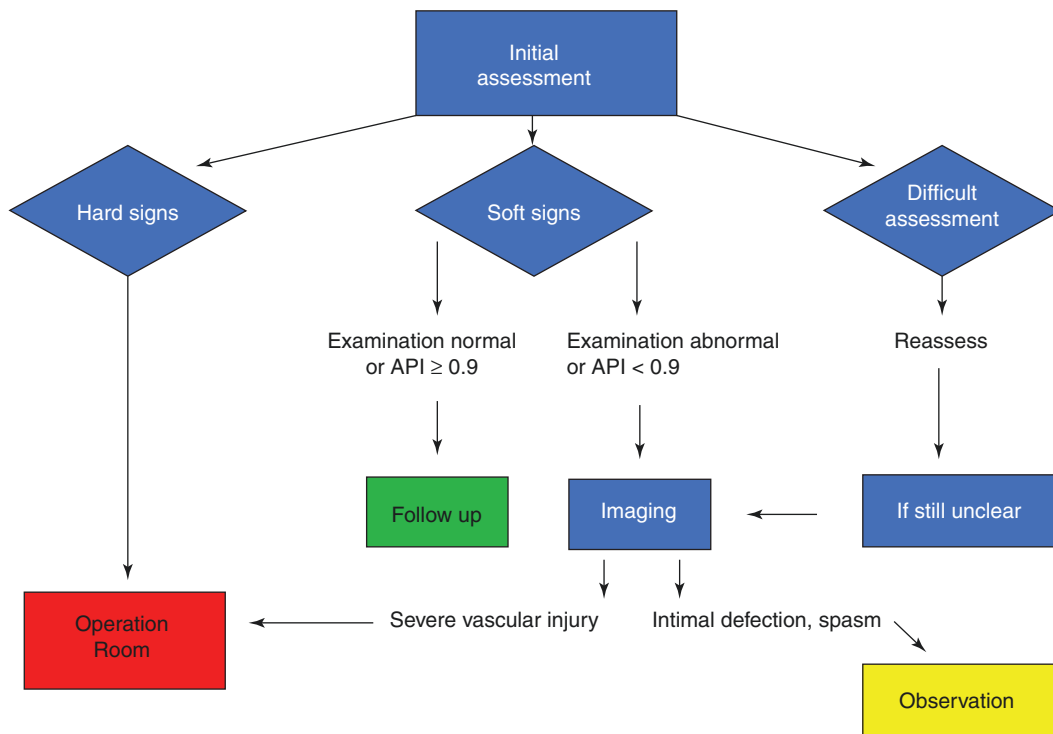 Initial
assessment
Hard signs
Soft signs
Difficult
assessment
Examination normal
or API ≥ 0.9
Examination abnormal
or API < 0.9
Reassess
Follow up
Imaging
If still unclear
Operation
Room
Severe vascular injury
Intimal defection, spasm
Observation